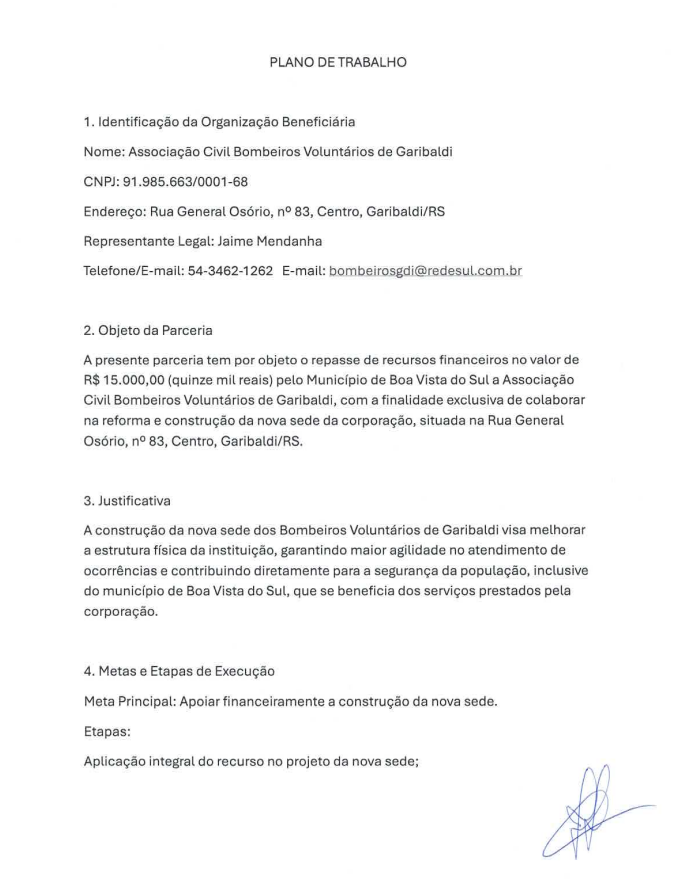 PLANO DE TRABALHO
1. Identificação da Organização Beneficiária
Nome: Associação Civil Bombeiros Voluntários de Garibaldi
CNPJ: 91.985.663/0001-68
Endereço: Rua General Osório, nº 83, Centro, Garibaldi/RS
Representante Legal: Jaime Mendanha
Telefone/E-mail: 54-3462-1262 E-mail: bombeirosgdi@redesul.com.br
2. Objeto da Parceria
A presente parceria tem por objeto o repasse de recursos financeiros no valor de
R$ 15.000,00 (quinze mil reais) pelo Município de Boa Vista do Sul a Associação
Civil Bombeiros Voluntários de Garibaldi, com a finalidade exclusiva de colaborar
na reforma e construção da nova sede da corporação, situada na Rua General
Osório, nº 83, Centro, Garibaldi/RS.
3. Justificativa
A construção da nova sede dos Bombeiros Voluntários de Garibaldi visa melhorar
a estrutura física da instituição, garantindo maior agilidade no atendimento de
ocorrências e contribuindo diretamente para a segurança da população, inclusive
do município de Boa Vista do Sul, que se beneficia dos serviços prestados pela
corporação.
4. Metas e Etapas de Execução
Meta Principal: Apoiar financeiramente a construção da nova sede.
Etapas:
Aplicação integral do recurso no projeto da nova sede;